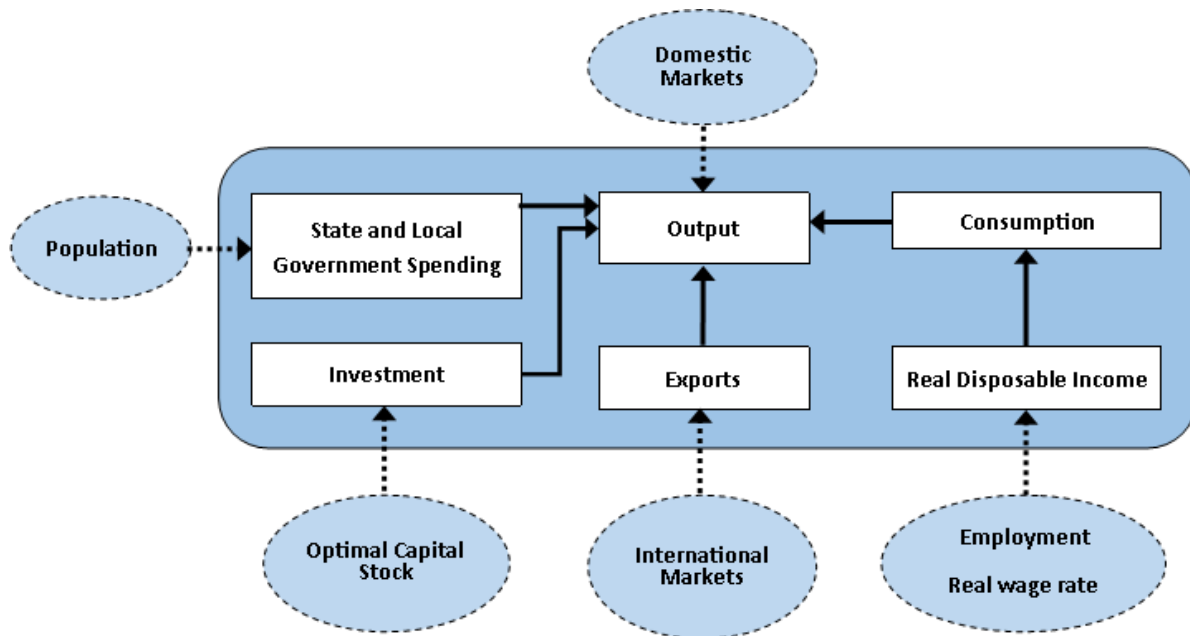 Domestic
Markets
Population
State and Local
Government Spending
Output
Consumption
Investment
Exports
Real Disposable Income
Optimal Capital
Stock
International
Markets
Employment
Real wage rate